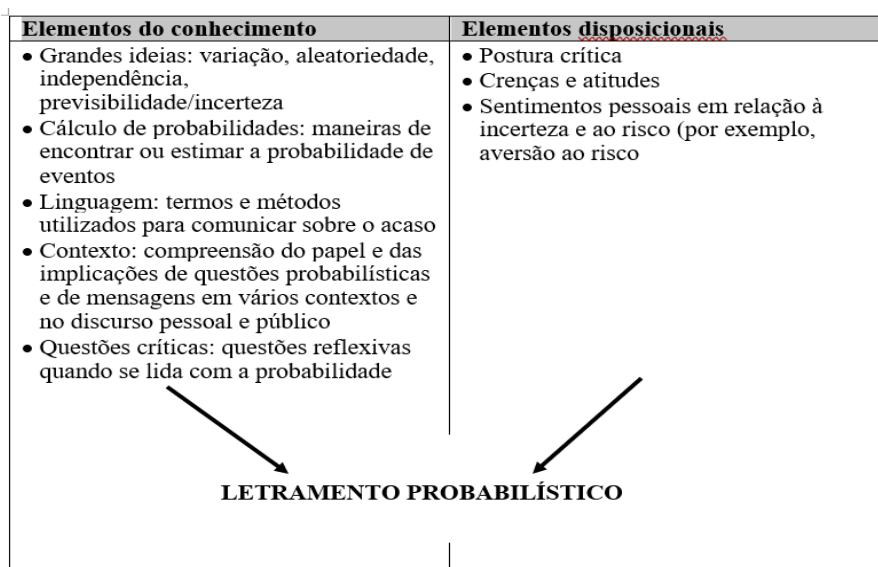 Elementos do conhecimento
• Grandes ideias: variação, aleatoriedade,
independência,
previsibilidade/incerteza
• Cálculo de probabilidades: maneiras de
encontrar ou estimar a probabilidade de
eventos
• Linguagem: termos e métodos
utilizados para comunicar sobre o acaso
• Contexto: compreensão do papel e das
implicações de questões probabilísticas
e de mensagens em vários contextos e
no discurso pessoal e público
• Questões críticas: questões reflexivas
quando se lida com a probabilidade
Elementos disposicionais
• Postura crítica
• Crenças e atitudes
• Sentimentos pessoais em relação à
incerteza e ao risco (por exemplo,
aversão ao risco
LETRAMENTO PROBABILÍSTICO